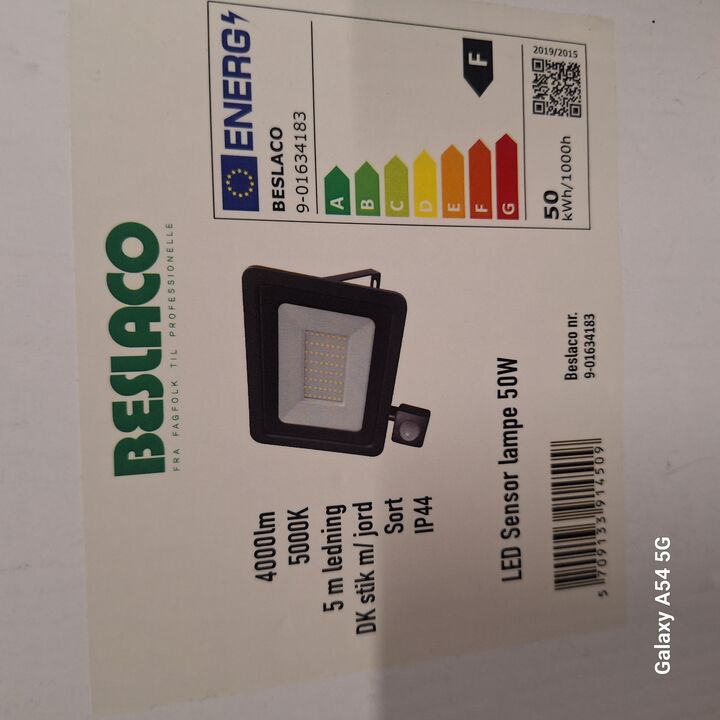 BESLACO
FRA FAGFOLK TIL PROFESSIONELLE
ENERG
BESLACO
9-01634183
A
B
C
D
E
F
G
F
50
kWh/1000h
2019/2015
4000lm
5000K
5 m ledning
DK stik m/ jord
Sort
IP44
LED Sensor lampe 50W
Beslaco nr.
9-01634183
5 709133 914509
Galaxy A54 5G